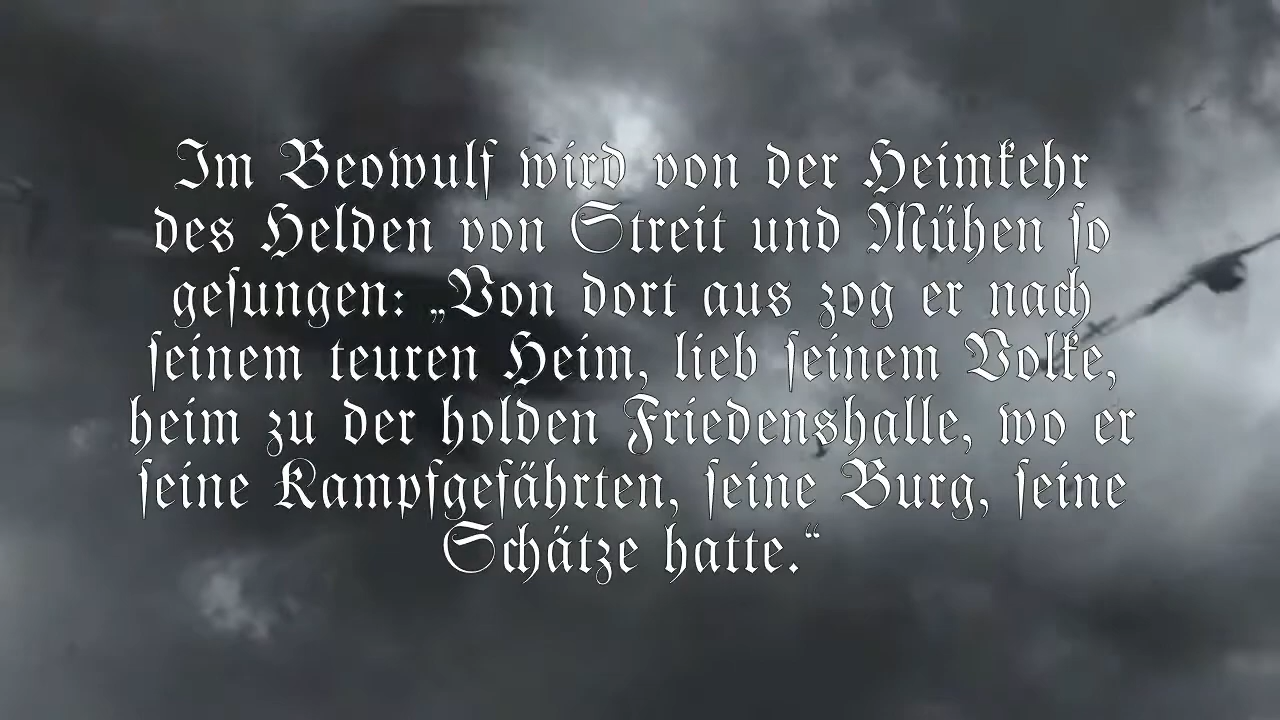 Im Beowulf wird von der Heimkehr
des Helden von Streit und Mühen ſo
geſungen: „Von dort aus zog er nach
ſeinem teuren Heim, lieb ſeinem Volke,
heim zu der holden Friedenshalle, wo er
ſeine Kampfgefährten, ſeine Burg, ſeine
Schätze hatte.“